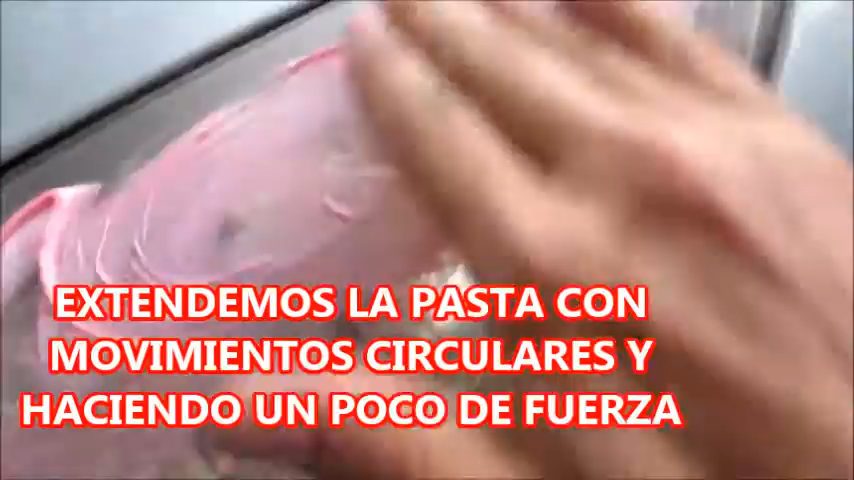 EXTENDEMOS LA PASTA CON
MOVIMIENTOS CIRCULARES Y
HACIENDO UN POCO DE FUERZA